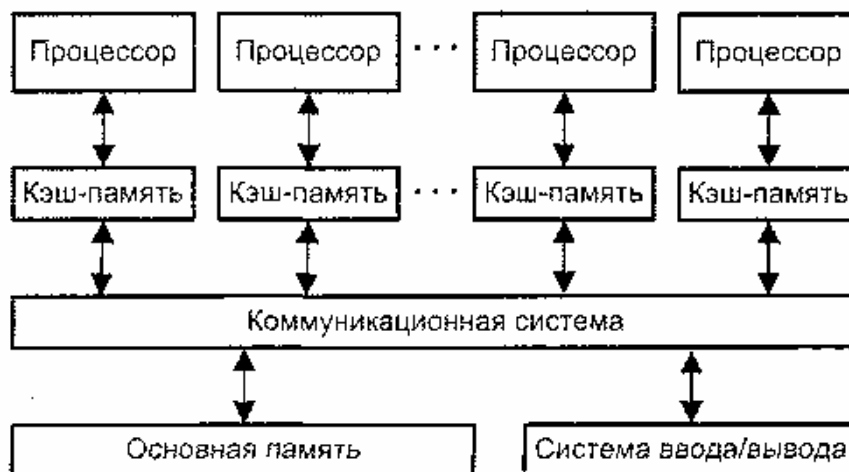 Процессор Процессор ··· Процессор Процессор
Кэш-память Кэш-память ··· Кэш-память Кэш-память
Коммуникационная система
Основная память Система ввода/вывода